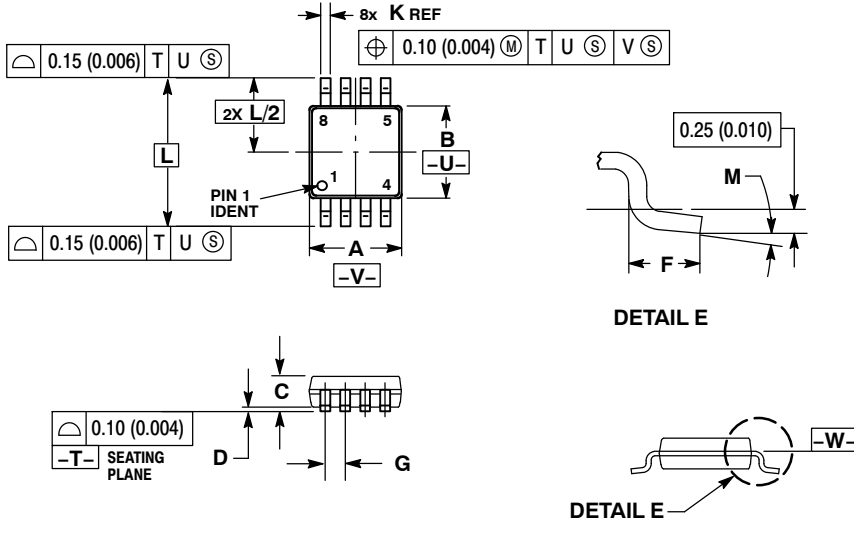 8x K REF
0.10 (0.004) Ⓜ T U Ⓢ V Ⓢ
0.15 (0.006) T U Ⓢ
2X L/2
8 5
B
-U-
0.25 (0.010)
L
M
1
4
PIN 1
IDENT
0.15 (0.006) T U Ⓢ
A
-V-
F
DETAIL E
C
0.10 (0.004)
-T- SEATING
PLANE
D
G
-W-
DETAIL E